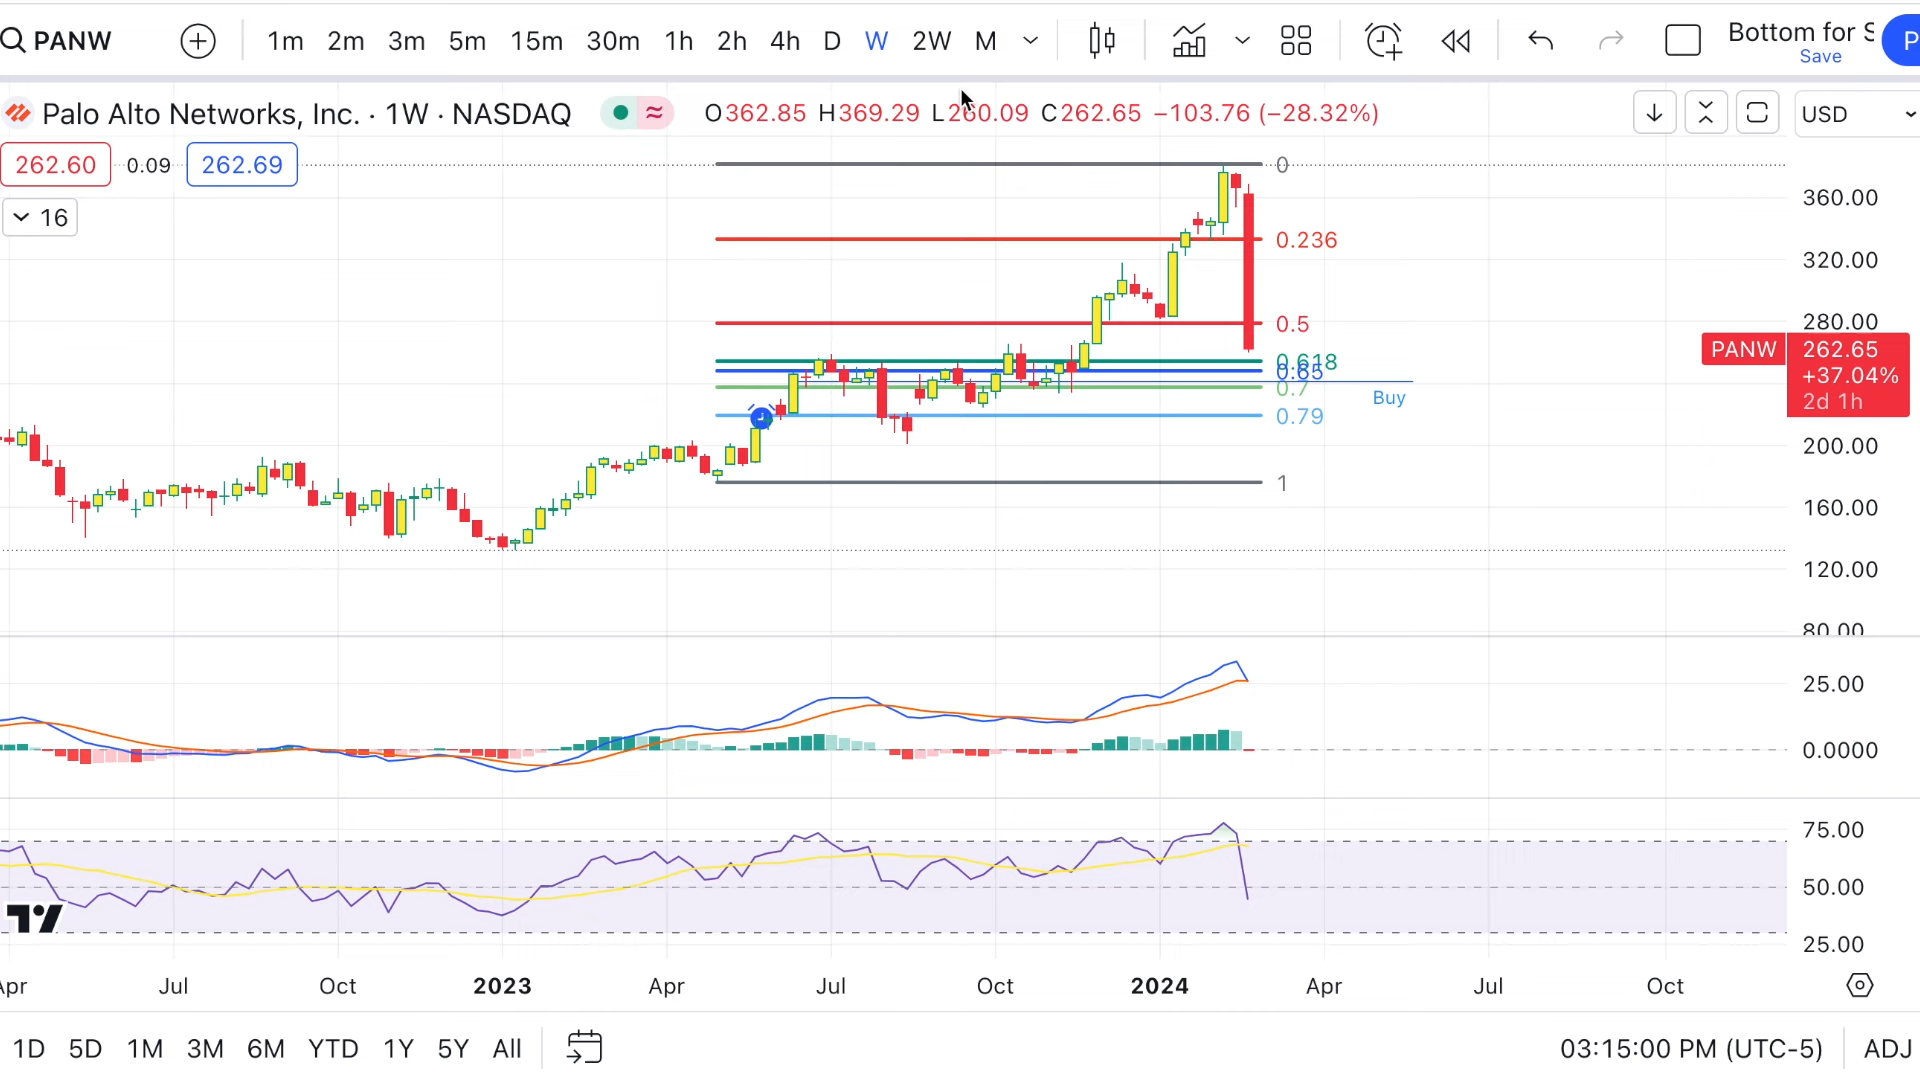 PANW 1m 2m 3m 5m 15m 30m 1h 2h 4h D W 2W M Bottom for S
Save
P
Palo Alto Networks, Inc. · 1W · NASDAQ ≈ O362.85 H369.29 L260.09 C262.65 −103.76 (−28.32%) USD
262.60 0.09 262.69
16
0
0.236
0.5
0.618
0.65
0.7
Buy
0.79
1
360.00
320.00
280.00
PANW 262.65
+37.04%
2d 1h
200.00
160.00
120.00
80.00
25.00
0.0000
75.00
50.00
25.00
Apr Jul Oct 2023 Apr Jul Oct 2024 Apr Jul Oct
1D 5D 1M 3M 6M YTD 1Y 5Y All 03:15:00 PM (UTC-5) ADJ